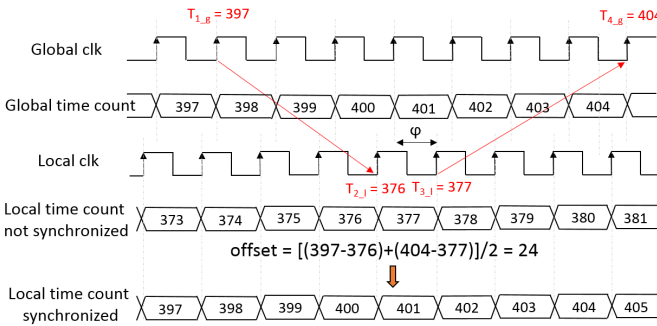 T1_g = 397
T4_g = 404
Global clk
Global time count
397 398 399 400 401 402 403 404
φ
Local clk
T2_l = 376
T3_l = 377
Local time count
not synchronized
373 374 375 376 377 378 379 380 381
offset = [(397-376)+(404-377)]/2 = 24
Local time count
synchronized
397 398 399 400 401 402 403 404 405